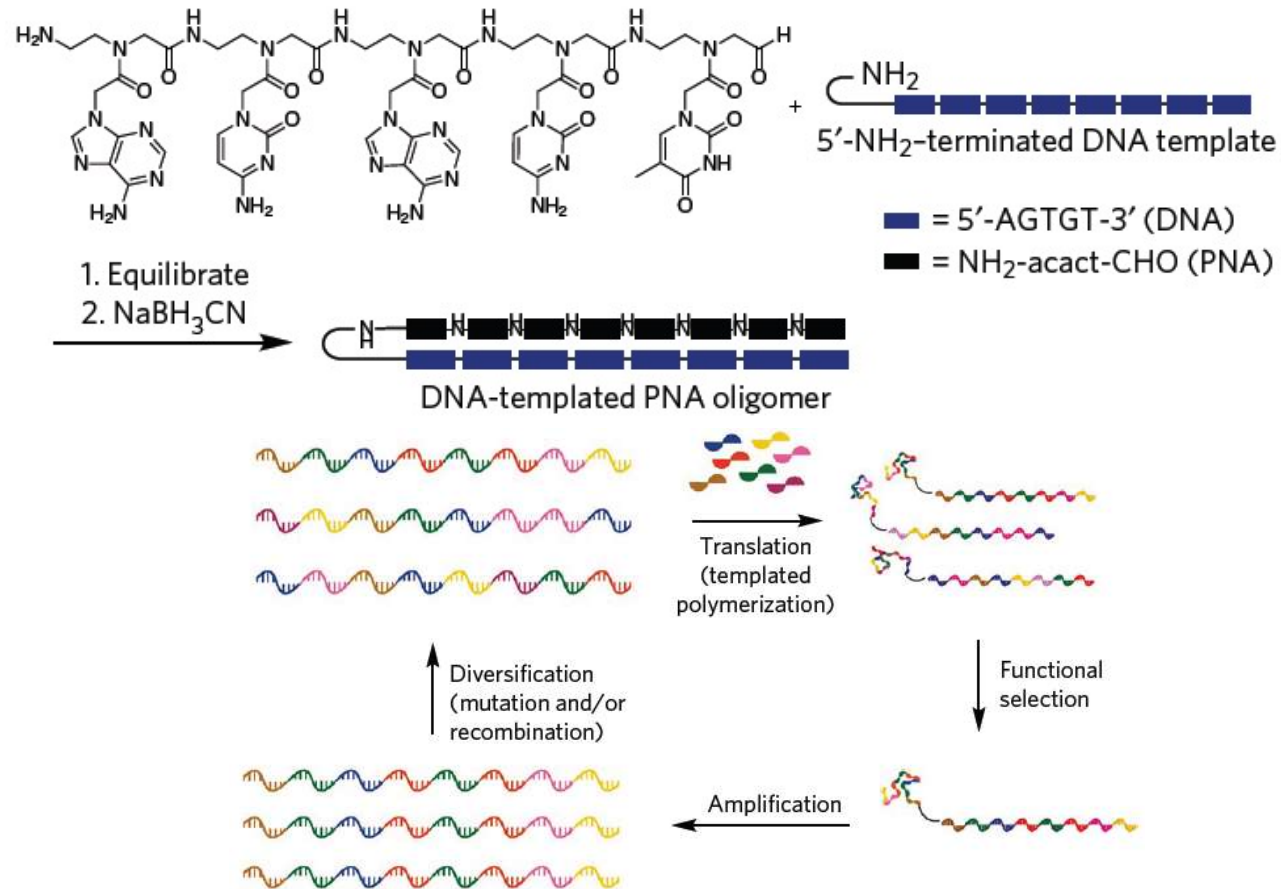 H₂N
N
O
H
N
O
N
O
H
N
O
N
O
H
N
O
N
O
H
N
O
N
O
H
O
N
N
N
N
H₂N
N
O
N
NH₂
N
N
N
N
H₂N
N
O
N
NH₂
N
O
NH
O
+
NH₂
5′-NH₂–terminated DNA template
= 5′-AGTGT-3′ (DNA)
= NH₂-acact-CHO (PNA)
1. Equilibrate
2. NaBH₃CN
N
H
H
N
H
N
H
N
H
N
H
N
H
N
H
N
DNA-templated PNA oligomer
Translation
(templated
polymerization)
Diversification
(mutation and/or
recombination)
Functional
selection
Amplification